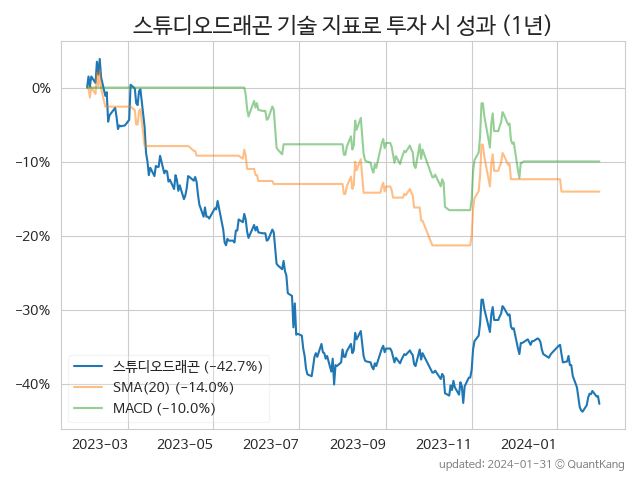 스튜디오드래곤 기술 지표로 투자 시 성과 (1년)
0%
−10%
−20%
−30%
−40%
스튜디오드래곤 (−42.7%)
SMA(20) (−14.0%)
MACD (−10.0%)
2023-03 2023-05 2023-07 2023-09 2023-11 2024-01
updated: 2024-01-31 © QuantKang